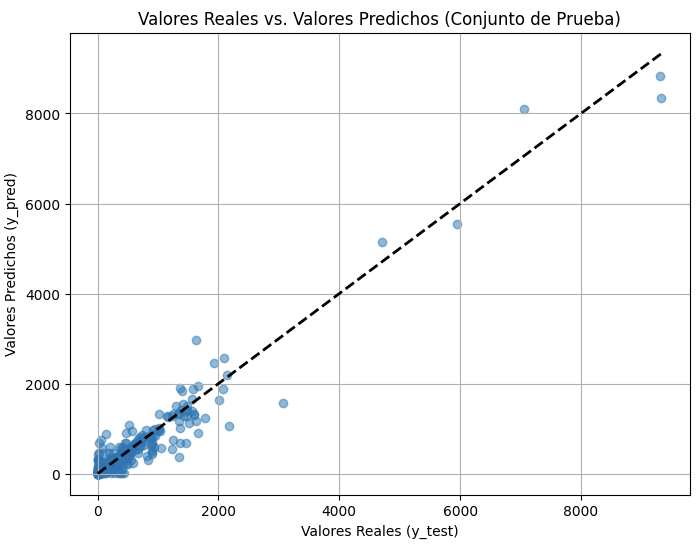 Valores Reales vs. Valores Predichos (Conjunto de Prueba)
Valores Predichos (y_pred)
8000
6000
4000
2000
0
0 2000 4000 6000 8000
Valores Reales (y_test)